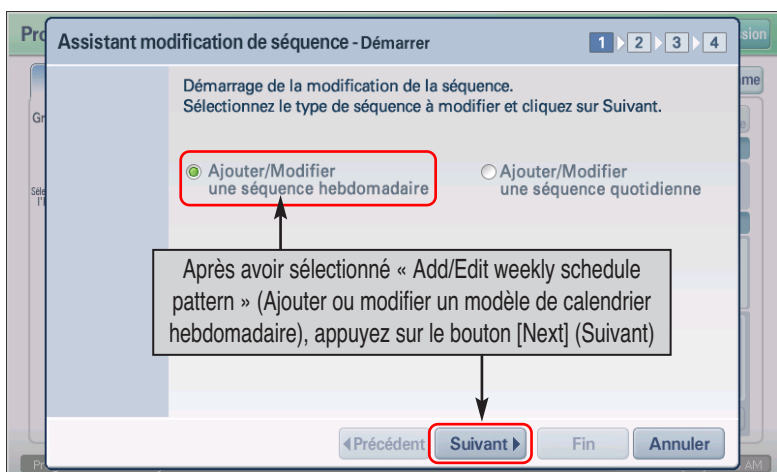 Assistant modification de séquence - Démarrer
1 2 3 4
Démarrage de la modification de la séquence.
Sélectionnez le type de séquence à modifier et cliquez sur Suivant.
Ajouter/Modifier
une séquence hebdomadaire
Ajouter/Modifier
une séquence quotidienne
Après avoir sélectionné « Add/Edit weekly schedule
pattern » (Ajouter ou modifier un modèle de calendrier
hebdomadaire), appuyez sur le bouton [Next] (Suivant)
Précédent Suivant Fin Annuler
AM